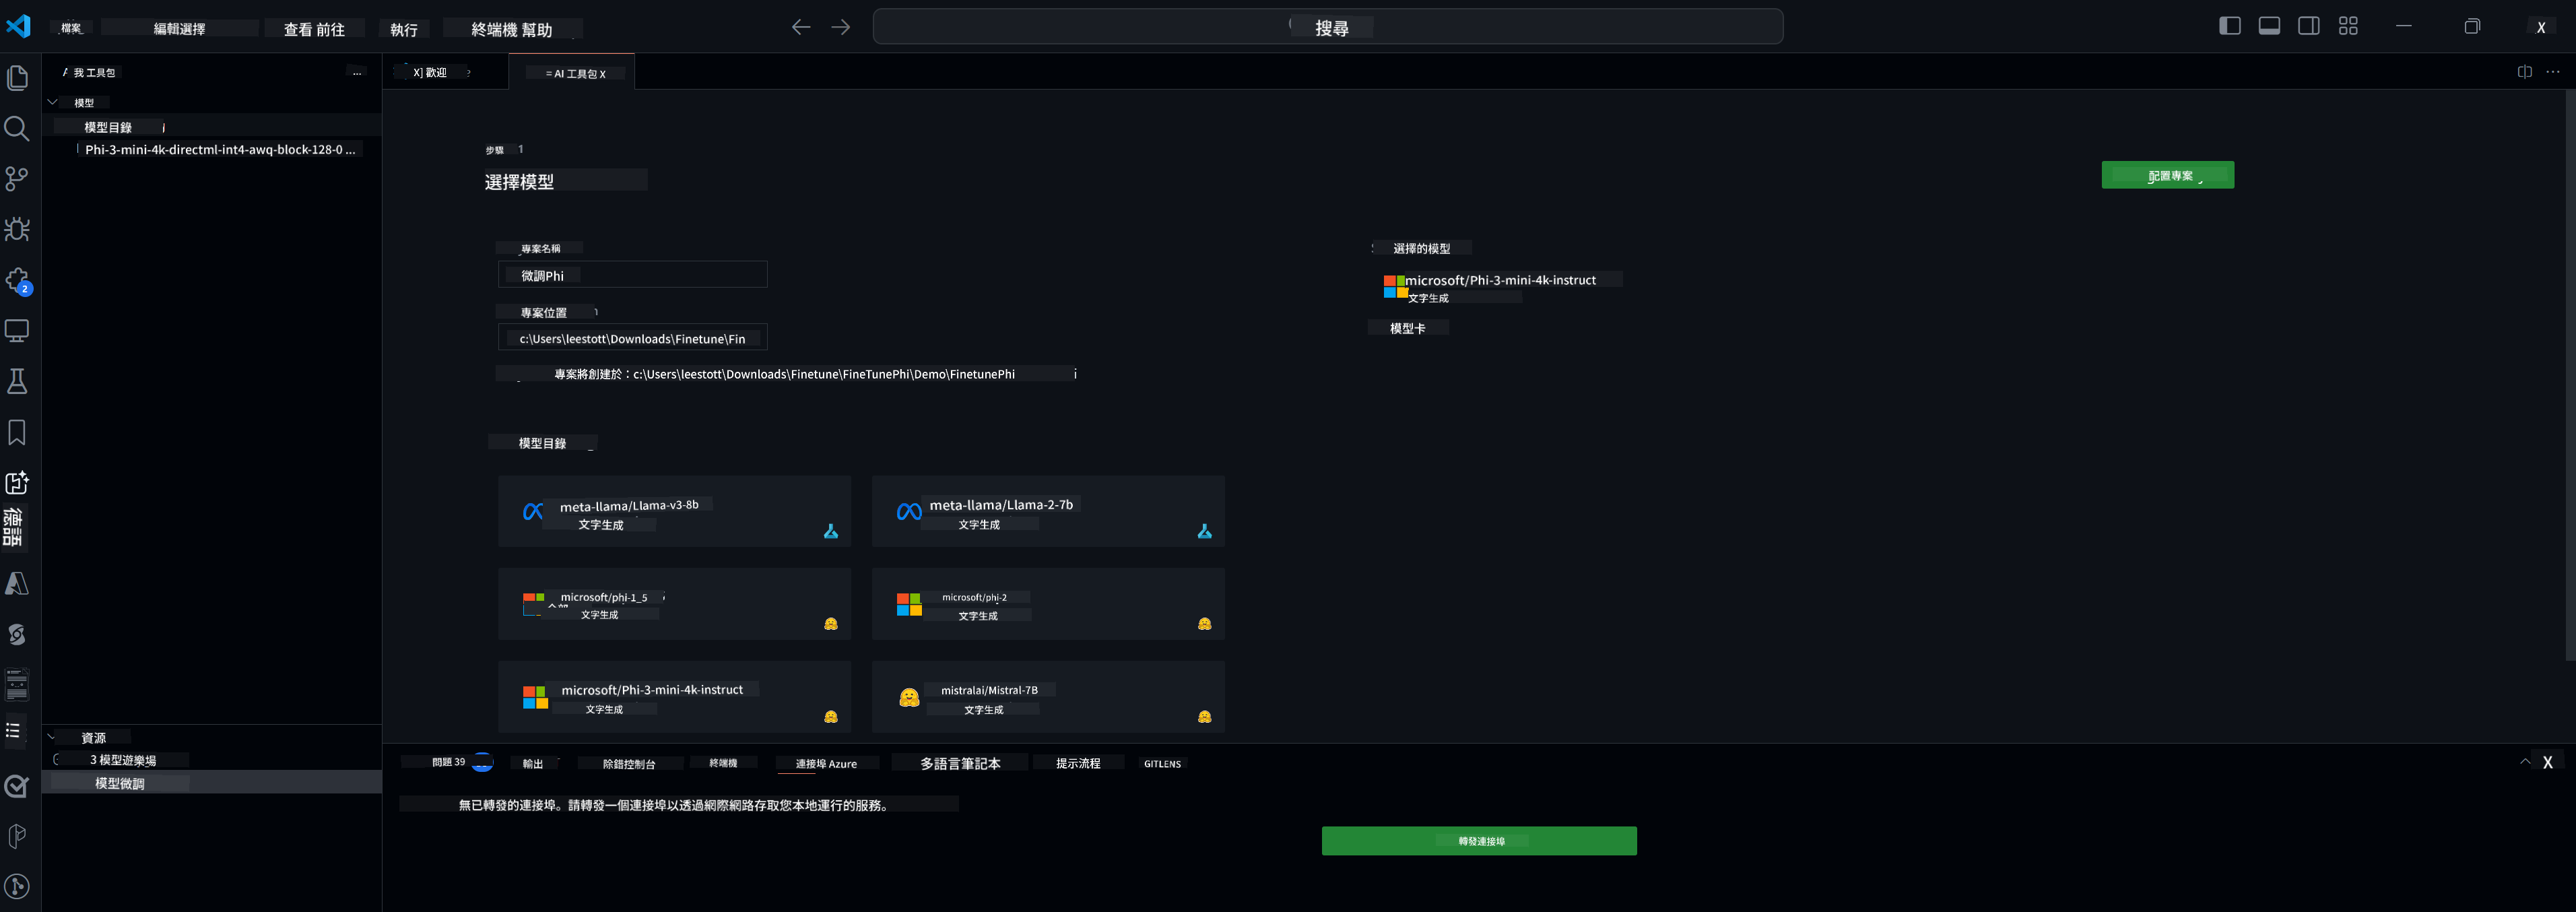 檔案 編輯選擇 查看 前往 執行 終端機 幫助
搜尋
X
我 工具包
...
X] 歡迎
= AI 工具包 X
模型
模型目錄
Phi-3-mini-4k-directml-int4-awq-block-128-0 ...
步驟 1
選擇模型
配置專案
專案名稱
微調Phi
專案位置
c:\Users\leestott\Downloads\Finetune\Fin
專案將創建於：c:\Users\leestott\Downloads\Finetune\FineTunePhi\Demo\FinetunePhi
選擇的模型
microsoft/Phi-3-mini-4k-instruct
文字生成
模型卡
模型目錄
meta-llama/Llama-v3-8b
文字生成
meta-llama/Llama-2-7b
文字生成
microsoft/phi-1_5
文字生成
microsoft/phi-2
文字生成
microsoft/Phi-3-mini-4k-instruct
文字生成
mistralai/Mistral-7B
文字生成
2
德語
資源
3 模型遊樂場
模型微調
問題 39 輸出 除錯控制台 終端機 連接埠 Azure 多語言筆記本 提示流程 GITLENS
X
無已轉發的連接埠。請轉發一個連接埠以透過網際網路存取您本地運行的服務。
轉發連接埠